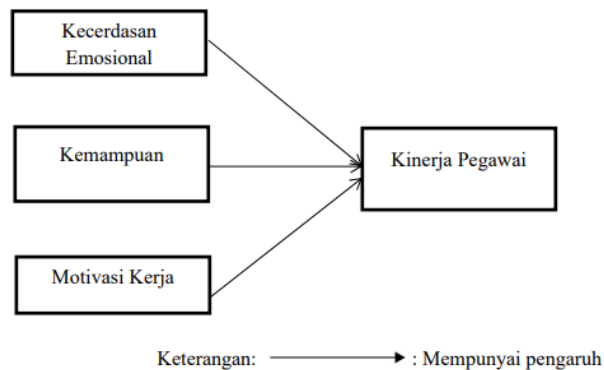 Kecerdasan
Emosional
Kemampuan
Kinerja Pegawai
Motivasi Kerja
Keterangan: : Mempunyai pengaruh